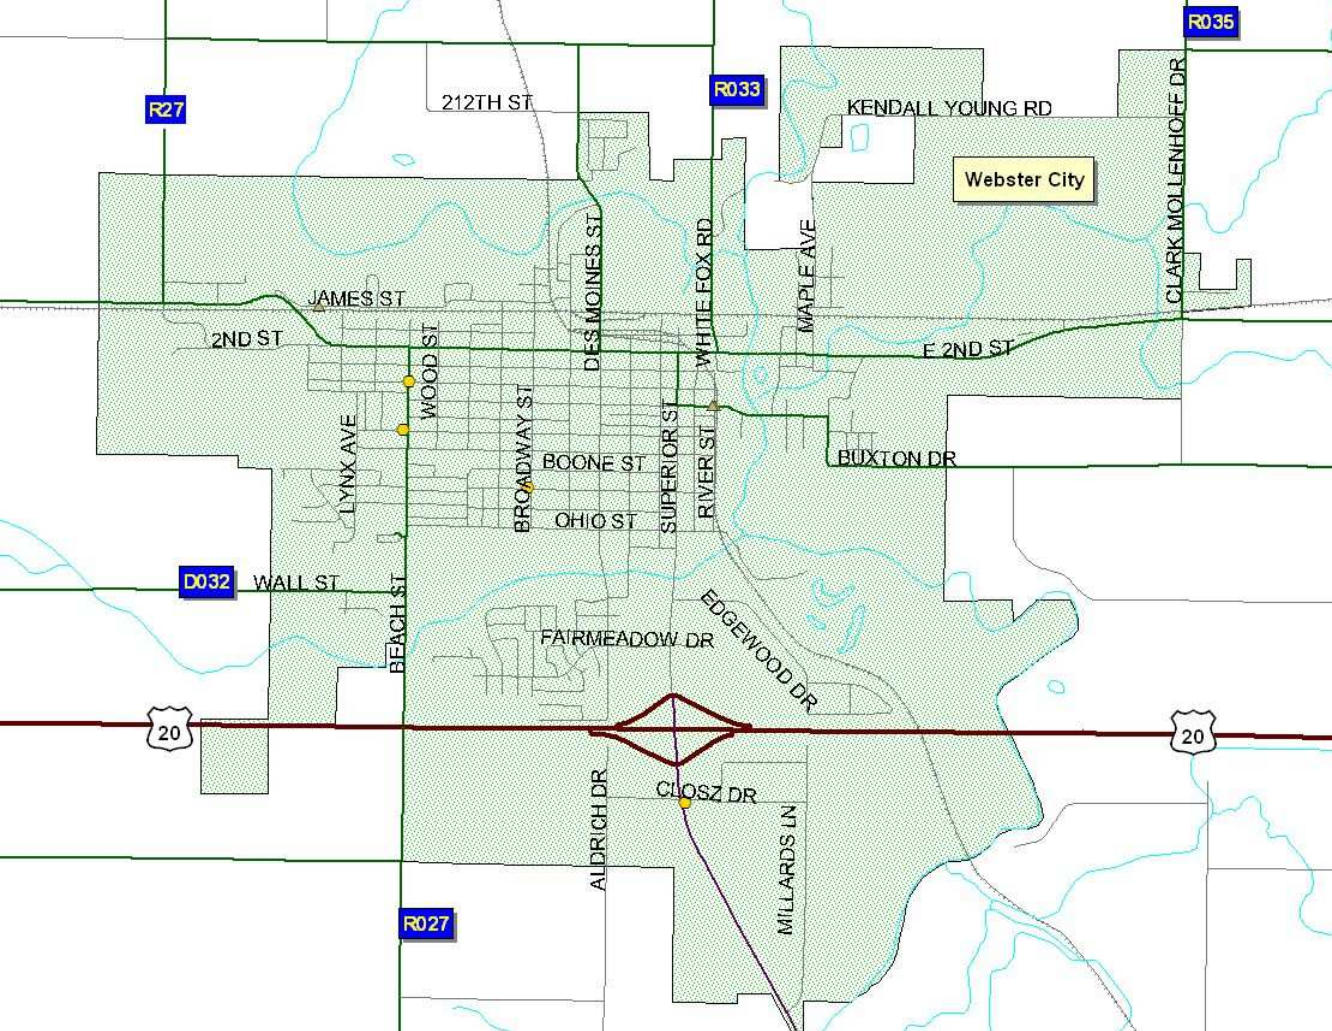 R035
R27
R033
212TH ST
KENDALL YOUNG RD
Webster City
CLARK MOLLENHOFF DR
DES MOINES ST
WHITE FOX RD
MAPLE AVE
JAMES ST
2ND ST
E 2ND ST
WOOD ST
LYNX AVE
BROADWAY ST
SUPERIOR ST
RIVER ST
BOONE ST
BUXTON DR
OHIO ST
D032
WALL ST
BEACH ST
EDGEWOOD DR
FAIRMEADOW DR
20
20
CLOSZ DR
ALDRICH DR
MILLARDS LN
R027